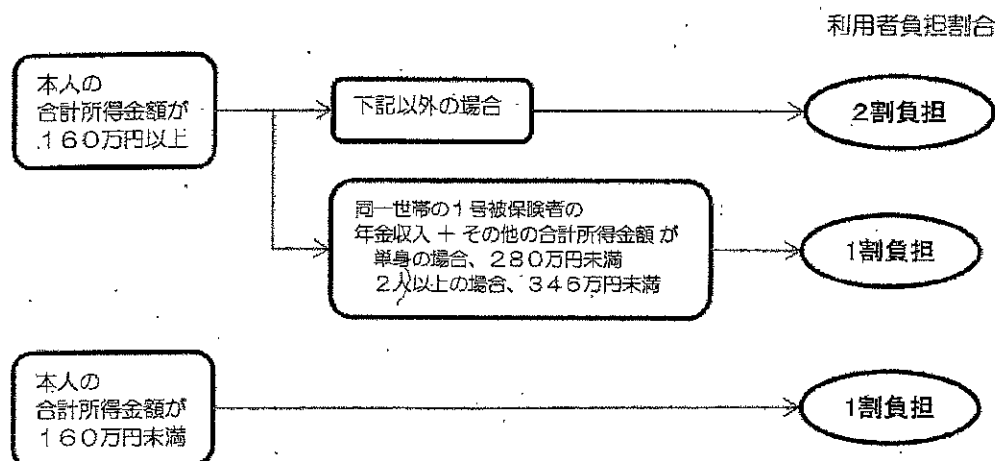 利用者負担割合
本人の
合計所得金額が
160万円以上
下記以外の場合
2割負担
同一世帯の1号被保険者の
年金収入 + その他の合計所得金額 が
単身の場合、280万円未満
2人以上の場合、346万円未満
1割負担
本人の
合計所得金額が
160万円未満
1割負担